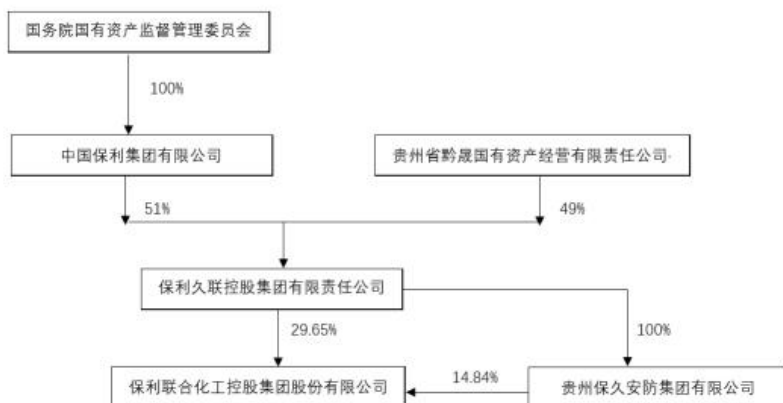 国务院国有资产监督管理委员会
100%
中国保利集团有限公司
贵州省黔晟国有资产经营有限责任公司
51%
49%
保利久联控股集团有限责任公司
29.65%
100%
保利联合化工控股集团股份有限公司
14.84%
贵州保久安防集团有限公司